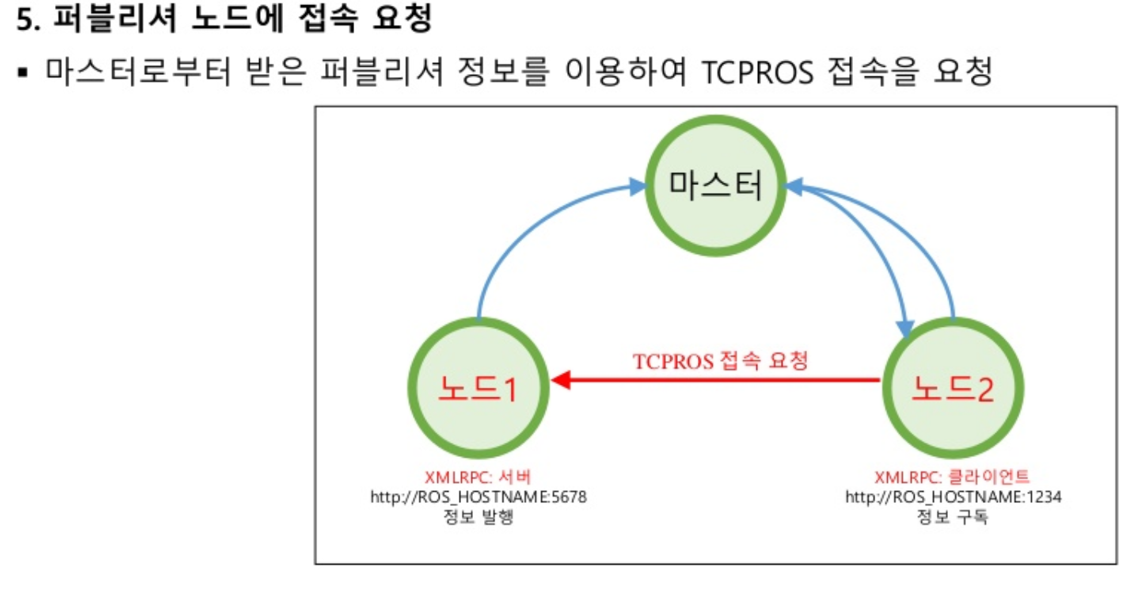 5. 퍼블리셔 노드에 접속 요청
▪ 마스터로부터 받은 퍼블리셔 정보를 이용하여 TCPROS 접속을 요청
마스터
TCPROS 접속 요청
노드1
노드2
XMLRPC: 서버
http://ROS_HOSTNAME:5678
정보 발행
XMLRPC: 클라이언트
http://ROS_HOSTNAME:1234
정보 구독